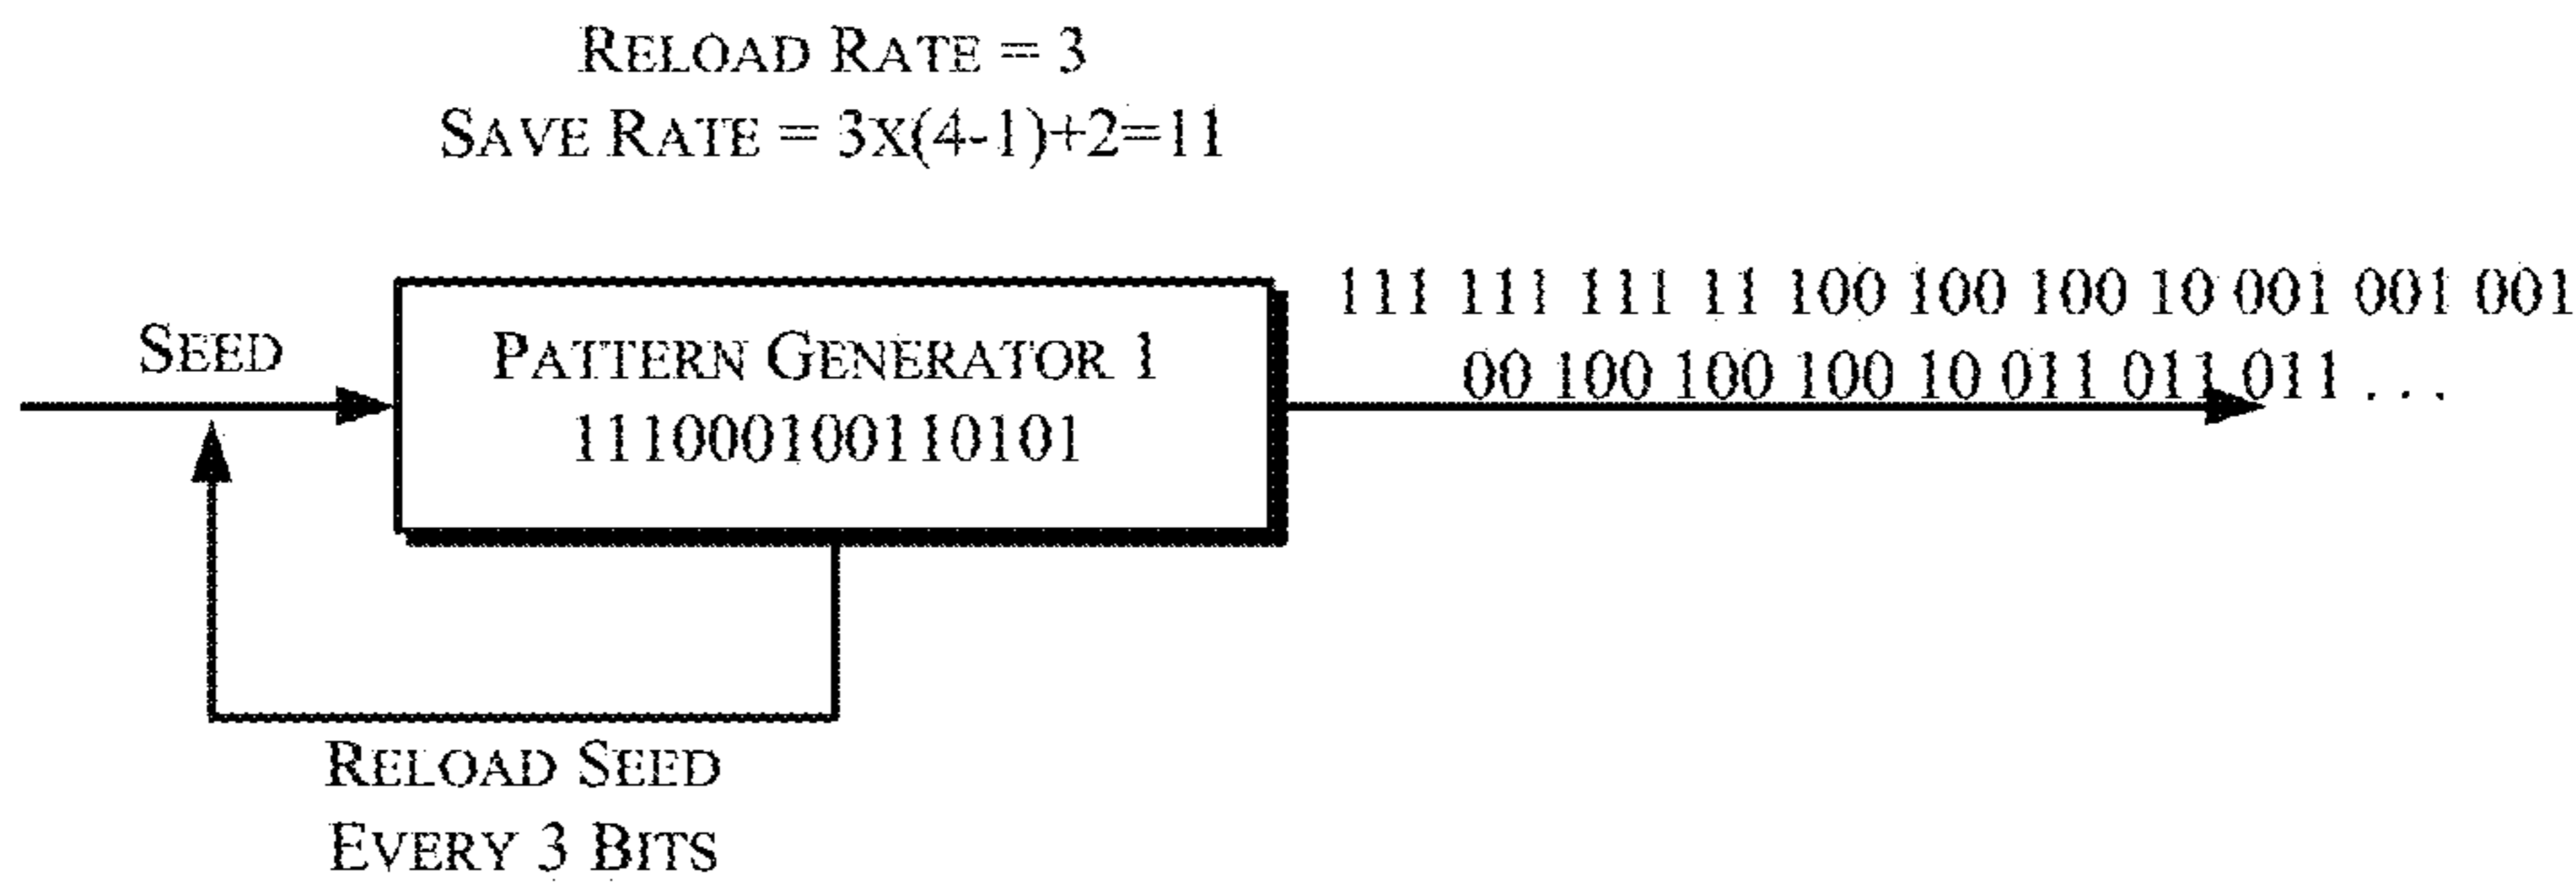 RELOAD RATE = 3
SAVE RATE = 3X(4-1)+2=11
SEED
PATTERN GENERATOR 1
111000100110101
111 111 111 11 100 100 100 10 001 001 001
00 100 100 100 10 011 011 011 . . .
RELOAD SEED
EVERY 3 BITS